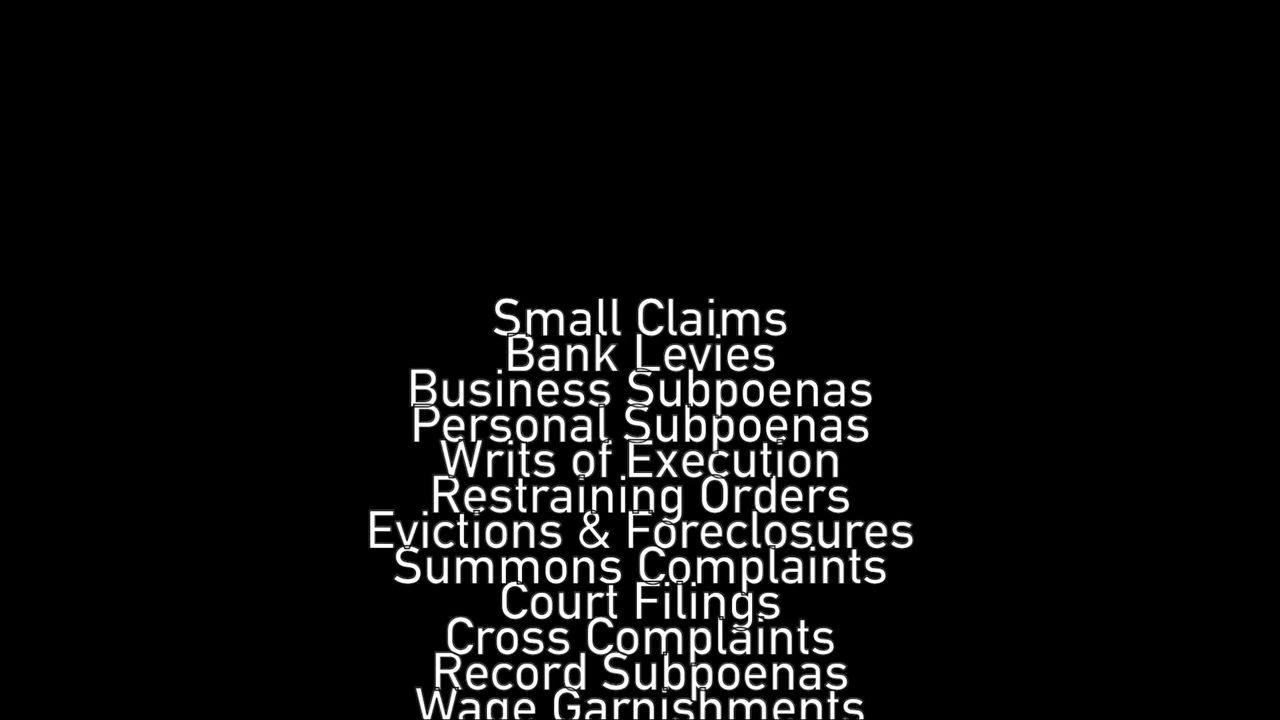 Small Claims
Bank Levies
Business Subpoenas
Personal Subpoenas
Writs of Execution
Restraining Orders
Evictions & Foreclosures
Summons Complaints
Court Filings
Cross Complaints
Record Subpoenas
Wage Garnishments